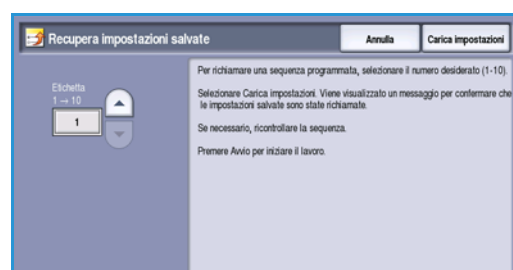 Recupera impostazioni salvate
Annulla
Carica impostazioni
Etichetta
1 → 10
1
Per richiamare una sequenza programmata, selezionare il numero desiderato (1-10).
Selezionare Carica impostazioni. Viene visualizzato un messaggio per confermare che
le impostazioni salvate sono state richiamate.
Se necessario, ricontrollare la sequenza.
Premere Avvio per iniziare il lavoro.